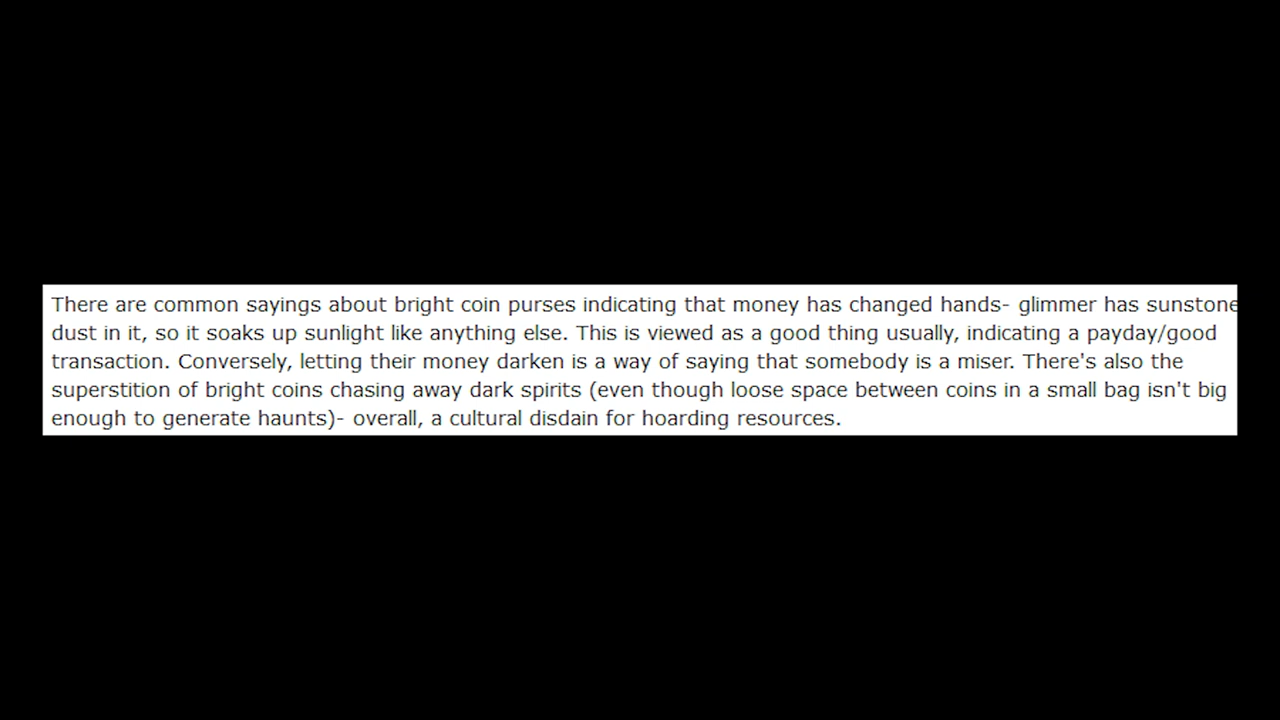 There are common sayings about bright coin purses indicating that money has changed hands- glimmer has sunstone
dust in it, so it soaks up sunlight like anything else. This is viewed as a good thing usually, indicating a payday/good
transaction. Conversely, letting their money darken is a way of saying that somebody is a miser. There's also the
superstition of bright coins chasing away dark spirits (even though loose space between coins in a small bag isn't big
enough to generate haunts)- overall, a cultural disdain for hoarding resources.